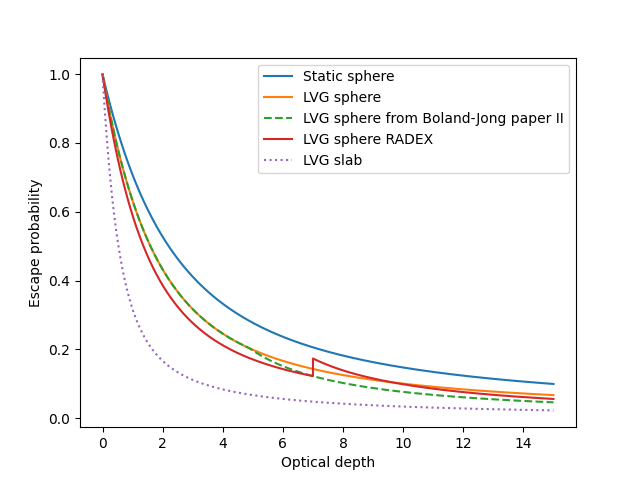 1.0
0.8
0.6
0.4
0.2
0.0
Escape probability
Static sphere
LVG sphere
LVG sphere from Boland-Jong paper II
LVG sphere RADEX
LVG slab
0 2 4 6 8 10 12 14
Optical depth